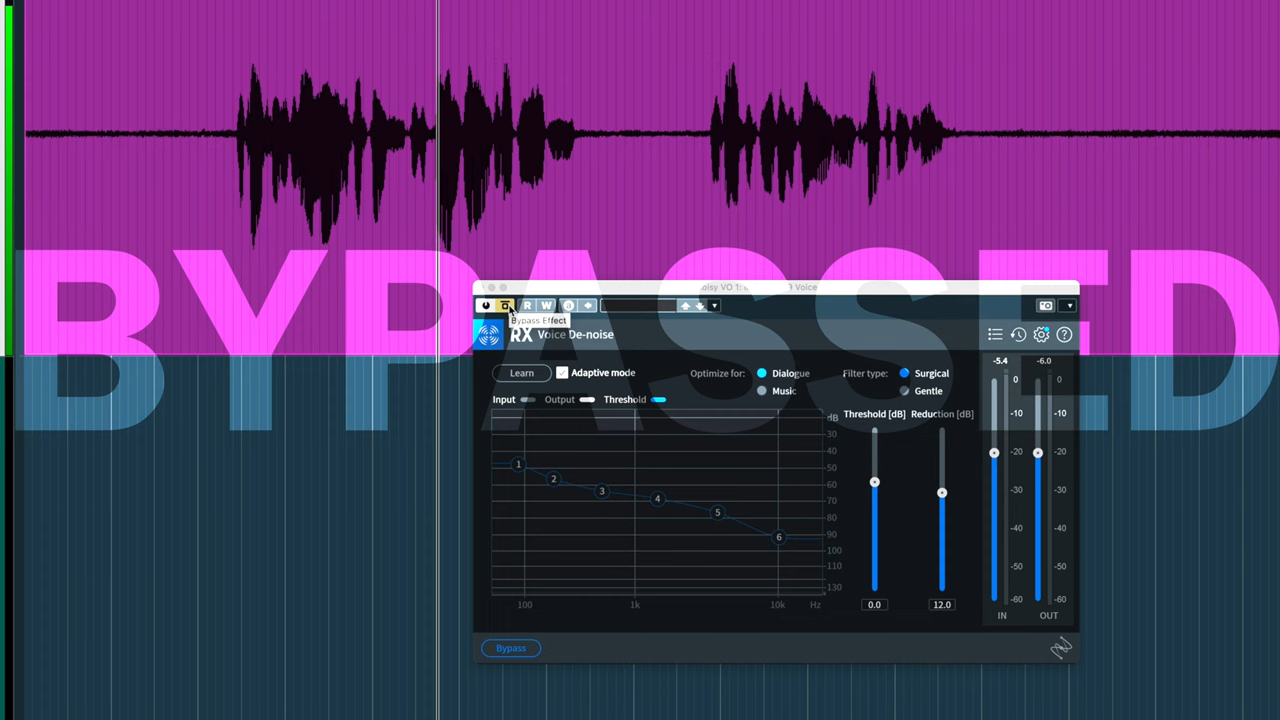 BYPASSED
R W
Bypass Effect
RX Voice De-noise
-5.4 -6.0
Learn Adaptive mode Optimize for: Dialogue Filter type: Surgical
Music Gentle
Input Output Threshold
Threshold [dB] Reduction [dB]
dB
30
40
50
60
70
80
90
100
110
130
1
2
3
4
5
6
100 1k 10k Hz
0.0 12.0
0 0
-10 -10
-20 -20
-30 -30
-40 -40
-50 -50
-60 -60
IN OUT
Bypass